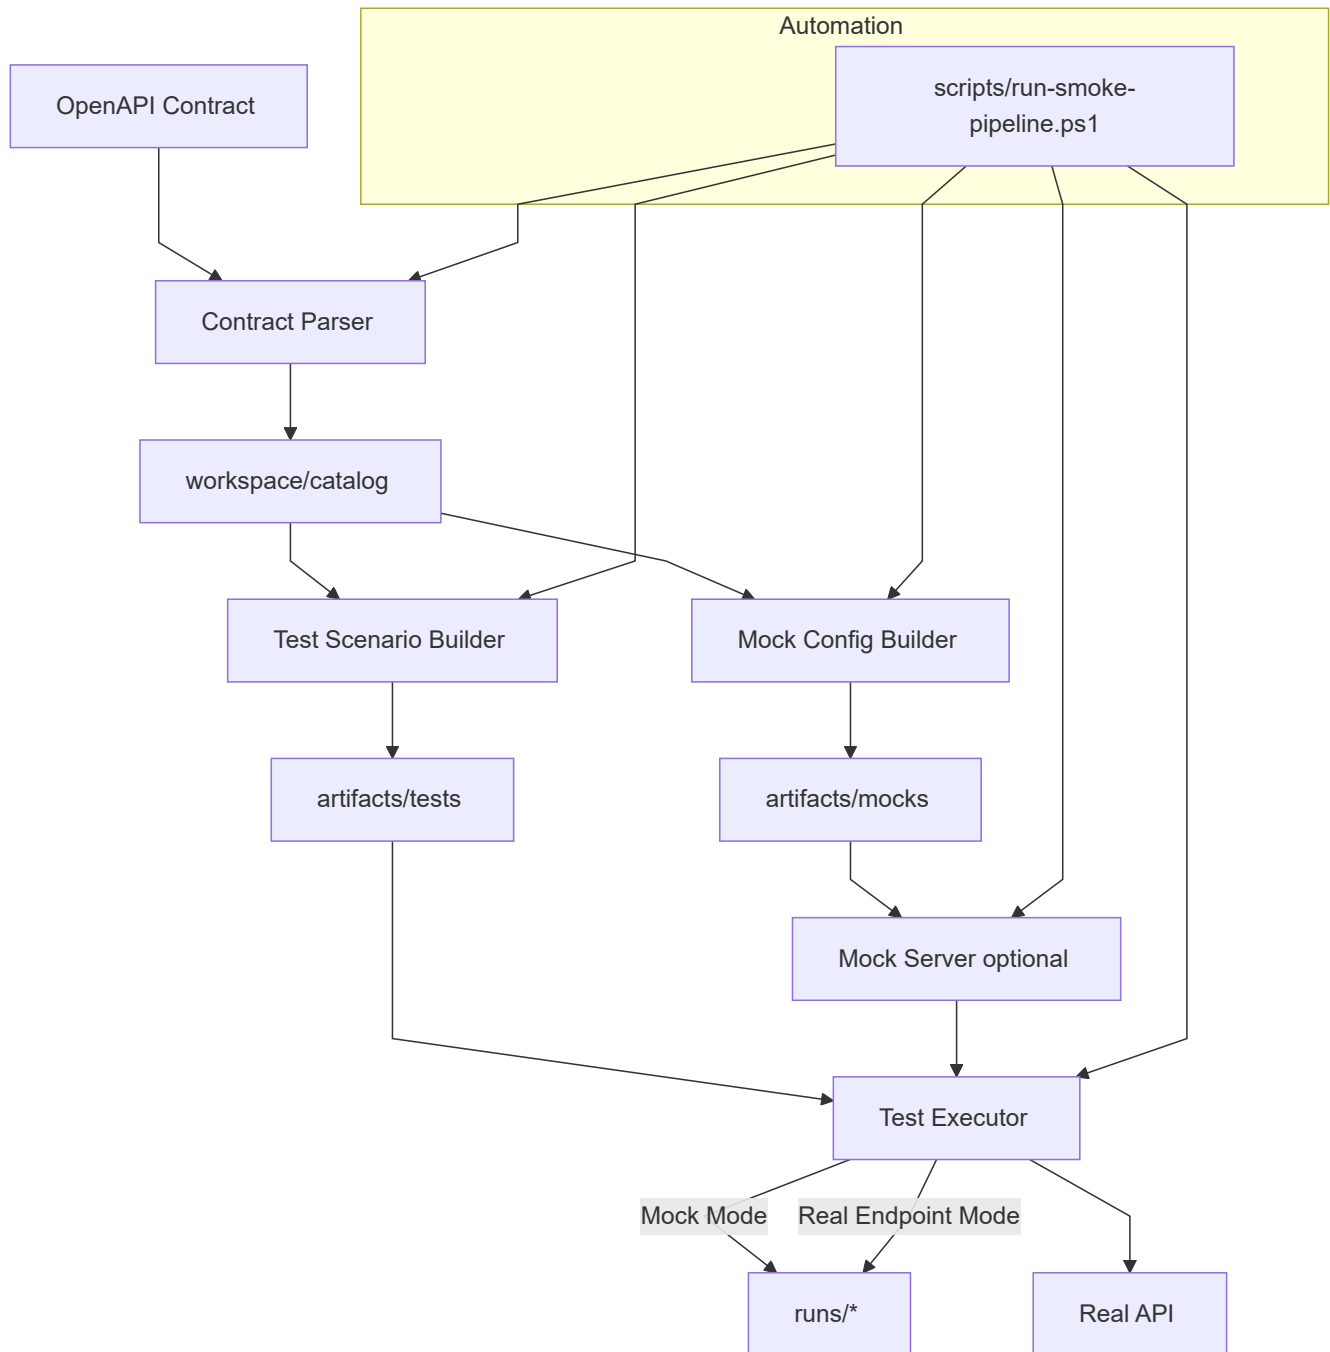 Automation
scripts/run-smoke-
pipeline.ps1
OpenAPI Contract
Contract Parser
workspace/catalog
Test Scenario Builder
Mock Config Builder
artifacts/tests
artifacts/mocks
Mock Server optional
Test Executor
Mock Mode
Real Endpoint Mode
runs/*
Real API